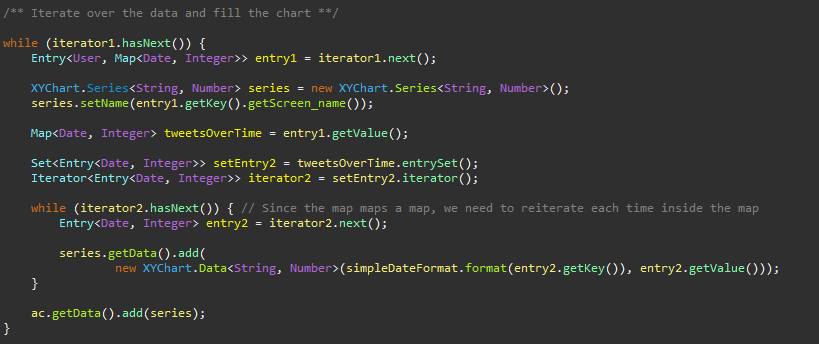 /** Iterate over the data and fill the chart **/
while (iterator1.hasNext()) {
Entry<User, Map<Date, Integer>> entry1 = iterator1.next();
XYChart.Series<String, Number> series = new XYChart.Series<String, Number>();
series.setName(entry1.getKey().getScreen_name());
Map<Date, Integer> tweetsOverTime = entry1.getValue();
Set<Entry<Date, Integer>> setEntry2 = tweetsOverTime.entrySet();
Iterator<Entry<Date, Integer>> iterator2 = setEntry2.iterator();
while (iterator2.hasNext()) { // Since the map maps a map, we need to reiterate each time inside the map
Entry<Date, Integer> entry2 = iterator2.next();
series.getData().add(
new XYChart.Data<String, Number>(simpleDateFormat.format(entry2.getKey()), entry2.getValue()));
}
ac.getData().add(series);
}